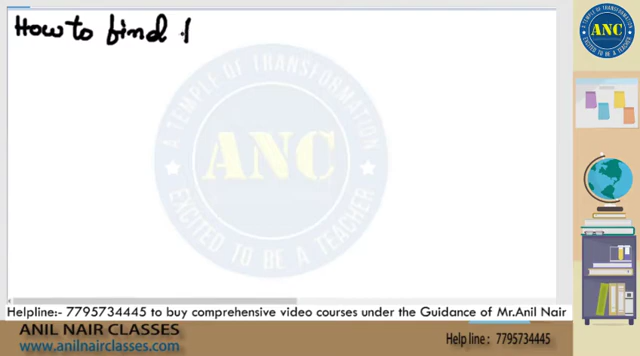 How to find
ANC
A TEMPLE OF TRANSFORMATION
EXCITED TO BE A TEACHER
A TEMPLE OF TRANSFORMATION
ANC
EXCITED TO BE A TEACHER
Helpline:- 7795734445 to buy comprehensive video courses under the Guidance of Mr.Anil Nair
ANIL NAIR CLASSES
www.anilnairclasses.com
Help line : 7795734445